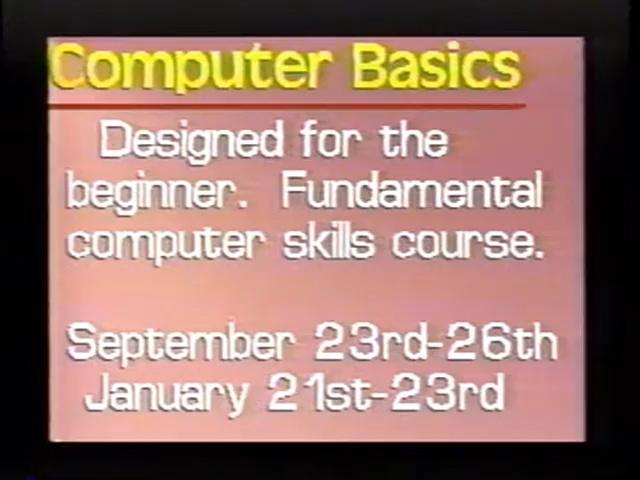 Computer Basics
Designed for the
beginner. Fundamental
computer skills course.
September 23rd-26th
January 21st-23rd